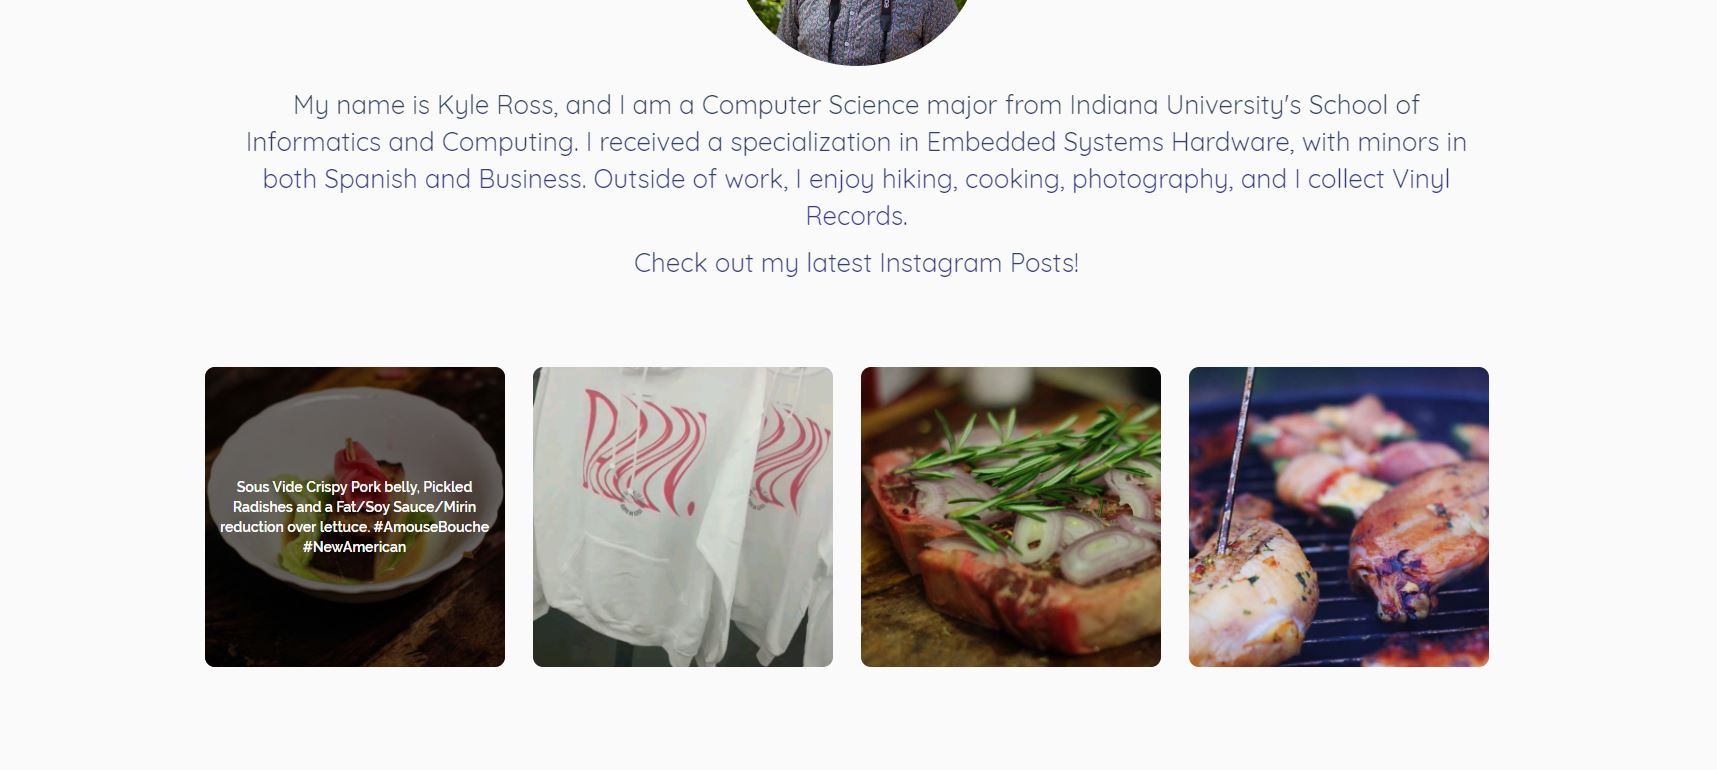 My name is Kyle Ross, and I am a Computer Science major from Indiana University's School of
Informatics and Computing. I received a specialization in Embedded Systems Hardware, with minors in
both Spanish and Business. Outside of work, I enjoy hiking, cooking, photography, and I collect Vinyl
Records.
Check out my latest Instagram Posts!
Sous Vide Crispy Pork belly, Pickled
Radishes and a Fat/Soy Sauce/Mirin
reduction over lettuce. #AmouseBouche
#NewAmerican